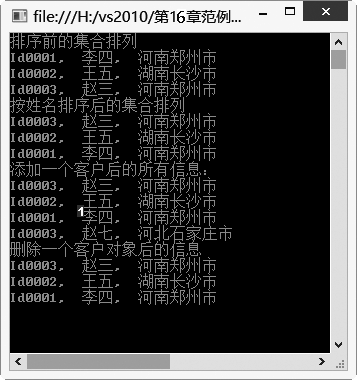 file:///H:/vs2010/第16章范例...
排序前的集合排列
Id0001, 李四, 河南郑州市
Id0002, 王五, 湖南长沙市
Id0003, 赵三, 河南郑州市
按姓名排序后的集合排列
Id0003, 赵三, 河南郑州市
Id0002, 王五, 湖南长沙市
Id0001, 李四, 河南郑州市
添加一个客户后的所有信息:
Id0003, 赵三, 河南郑州市
Id0002, 王五, 湖南长沙市
Id0001, 李四, 河南郑州市
1
Id0003, 赵七, 河北石家庄市
删除一个客户对象后的信息
Id0003, 赵三, 河南郑州市
Id0002, 王五, 湖南长沙市
Id0001, 李四, 河南郑州市